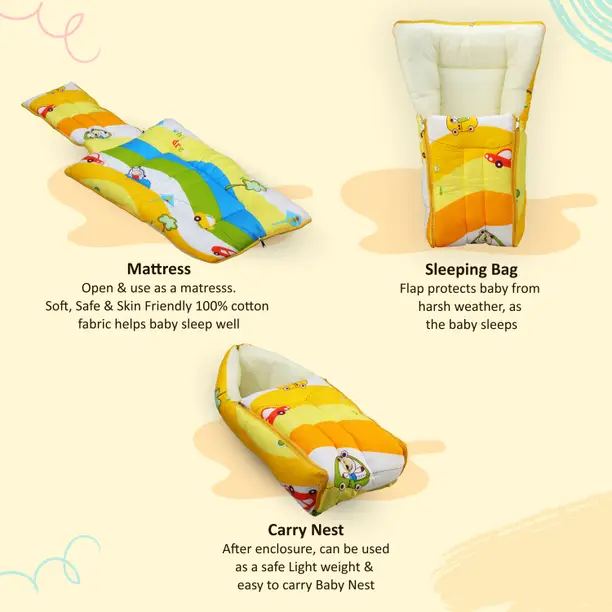 Mattress
Open & use as a matresss.
Soft, Safe & Skin Friendly 100% cotton
fabric helps baby sleep well
Sleeping Bag
Flap protects baby from
harsh weather, as
the baby sleeps
Carry Nest
After enclosure, can be used
as a safe Light weight &
easy to carry Baby Nest